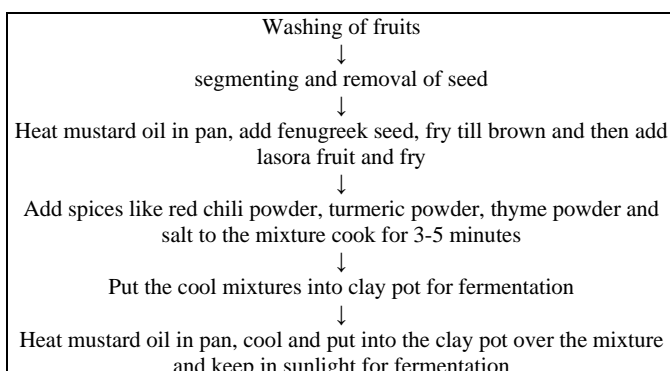 Washing of fruits
↓
segmenting and removal of seed
↓
Heat mustard oil in pan, add fenugreek seed, fry till brown and then add
lasora fruit and fry
↓
Add spices like red chili powder, turmeric powder, thyme powder and
salt to the mixture cook for 3-5 minutes
↓
Put the cool mixtures into clay pot for fermentation
↓
Heat mustard oil in pan, cool and put into the clay pot over the mixture
and keep in sunlight for fermentation